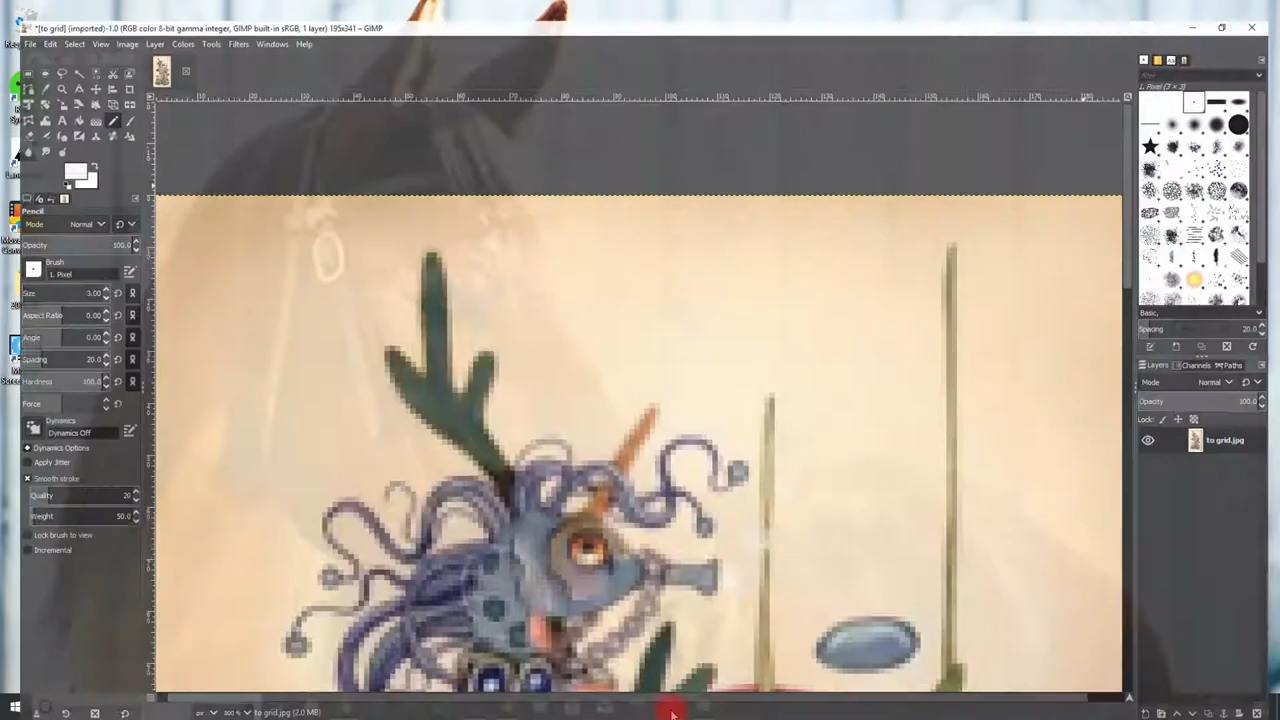 *[to grid] (imported)-1.0 (RGB color 8-bit gamma integer, GIMP built-in sRGB, 1 layer) 195x341 – GIMP
File Edit Select View Image Layer Colors Tools Filters Windows Help
filter
1. Pixel (3 × 3)
Pencil
Mode Normal
Opacity 100.0
Brush
1. Pixel
Size 3.00
Aspect Ratio 0.00
Angle 0.00
Spacing 20.0
Hardness 100.0
Force
Dynamics
Dynamics Off
Dynamics Options
Apply Jitter
Smooth stroke
Quality 20
Weight 50.0
Lock brush to view
Incremental
Basic,
Spacing 20.0
Layers Channels Paths
Mode Normal
Opacity 100.0
Lock:
to grid.jpg
px 800 % to grid.jpg (2.0 MB)